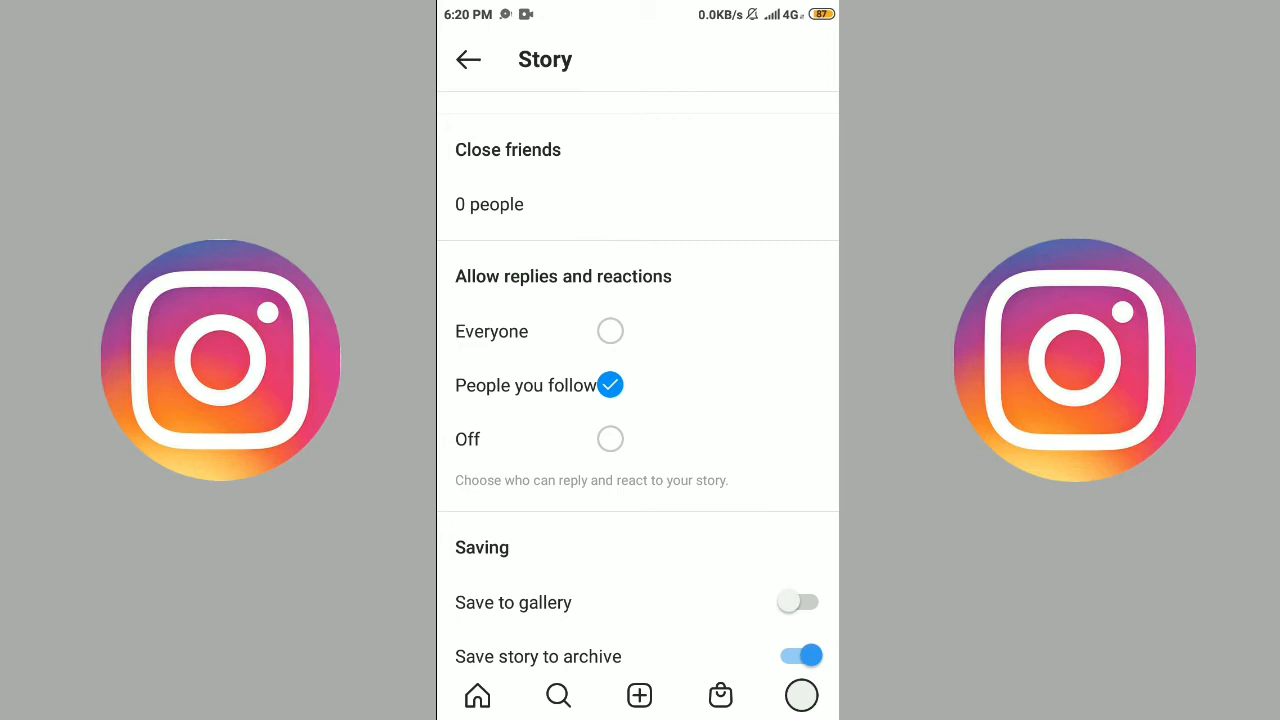 6:20 PM 0.0KB/s 4G 87
Story
Close friends
0 people
Allow replies and reactions
Everyone
People you follow
Off
Choose who can reply and react to your story.
Saving
Save to gallery
Save story to archive